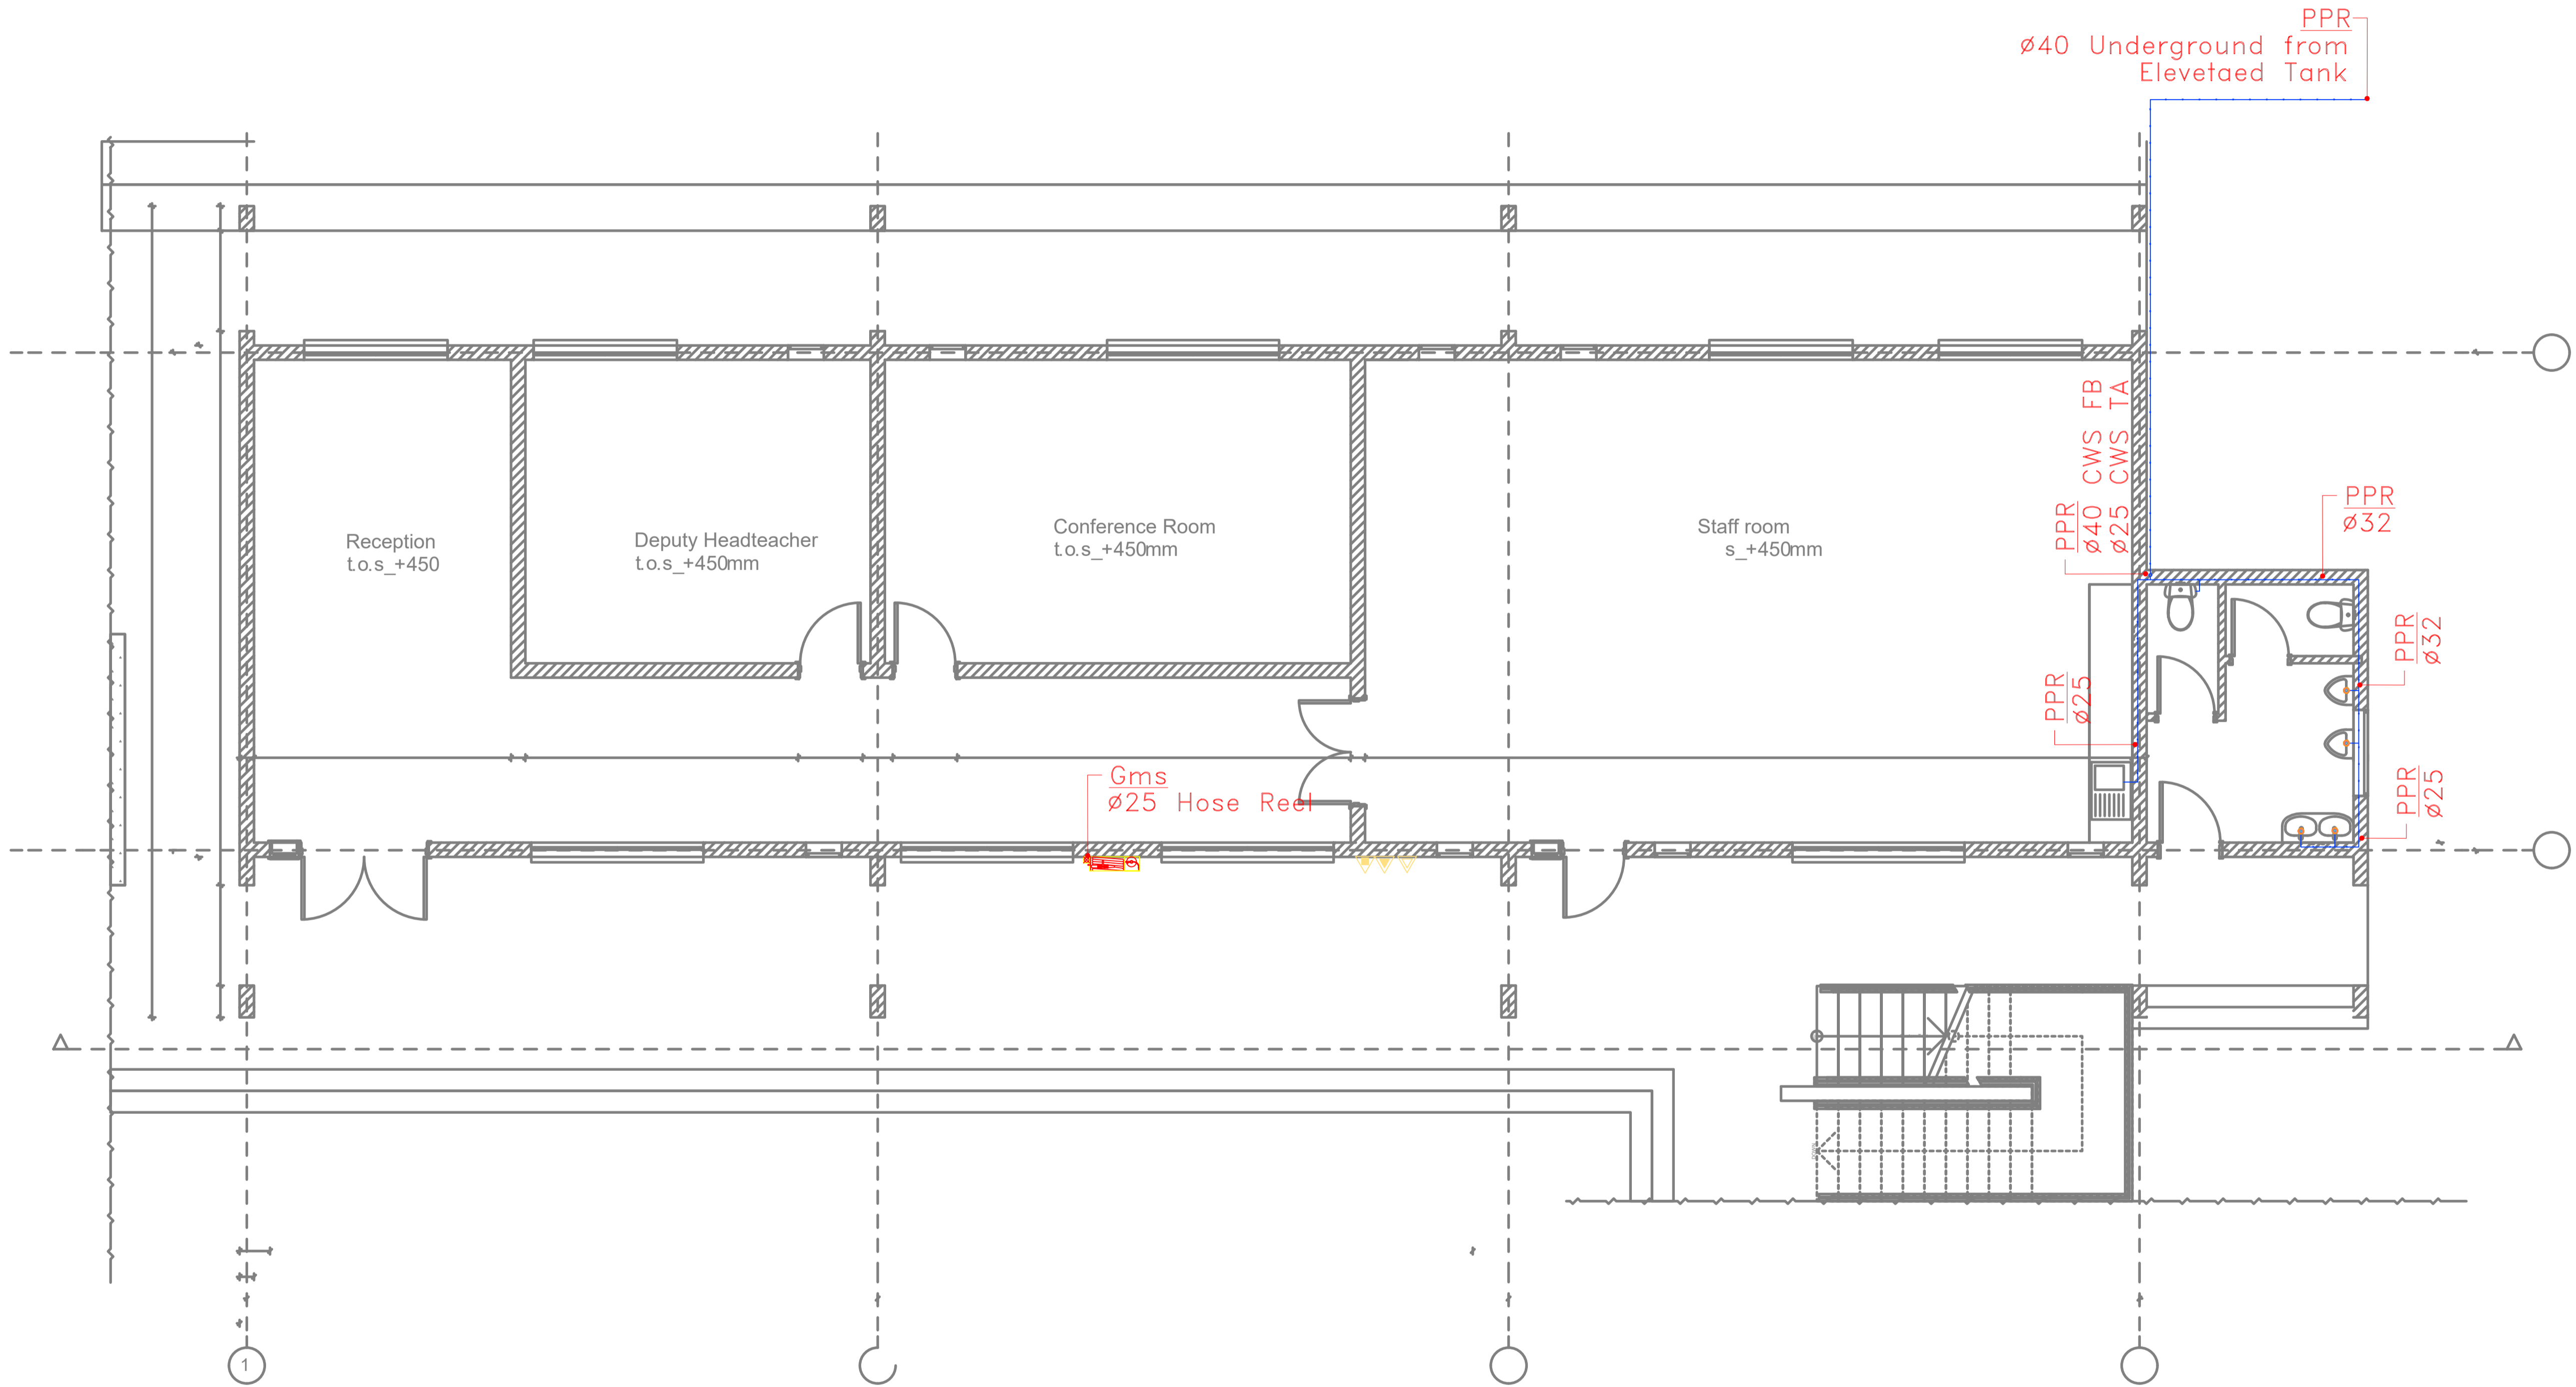 PPR
ø40 Underground from
Elevetaed Tank
PPR
ø40 CWS FB
ø25 CWS TA
PPR
ø32
Reception
t.o.s_+450
Deputy Headteacher
t.o.s_+450mm
Conference Room
t.o.s_+450mm
Staff room
s_+450mm
PPR
ø32
PPR
ø25
PPR
ø25
Gms
ø25 Hose Reel
1